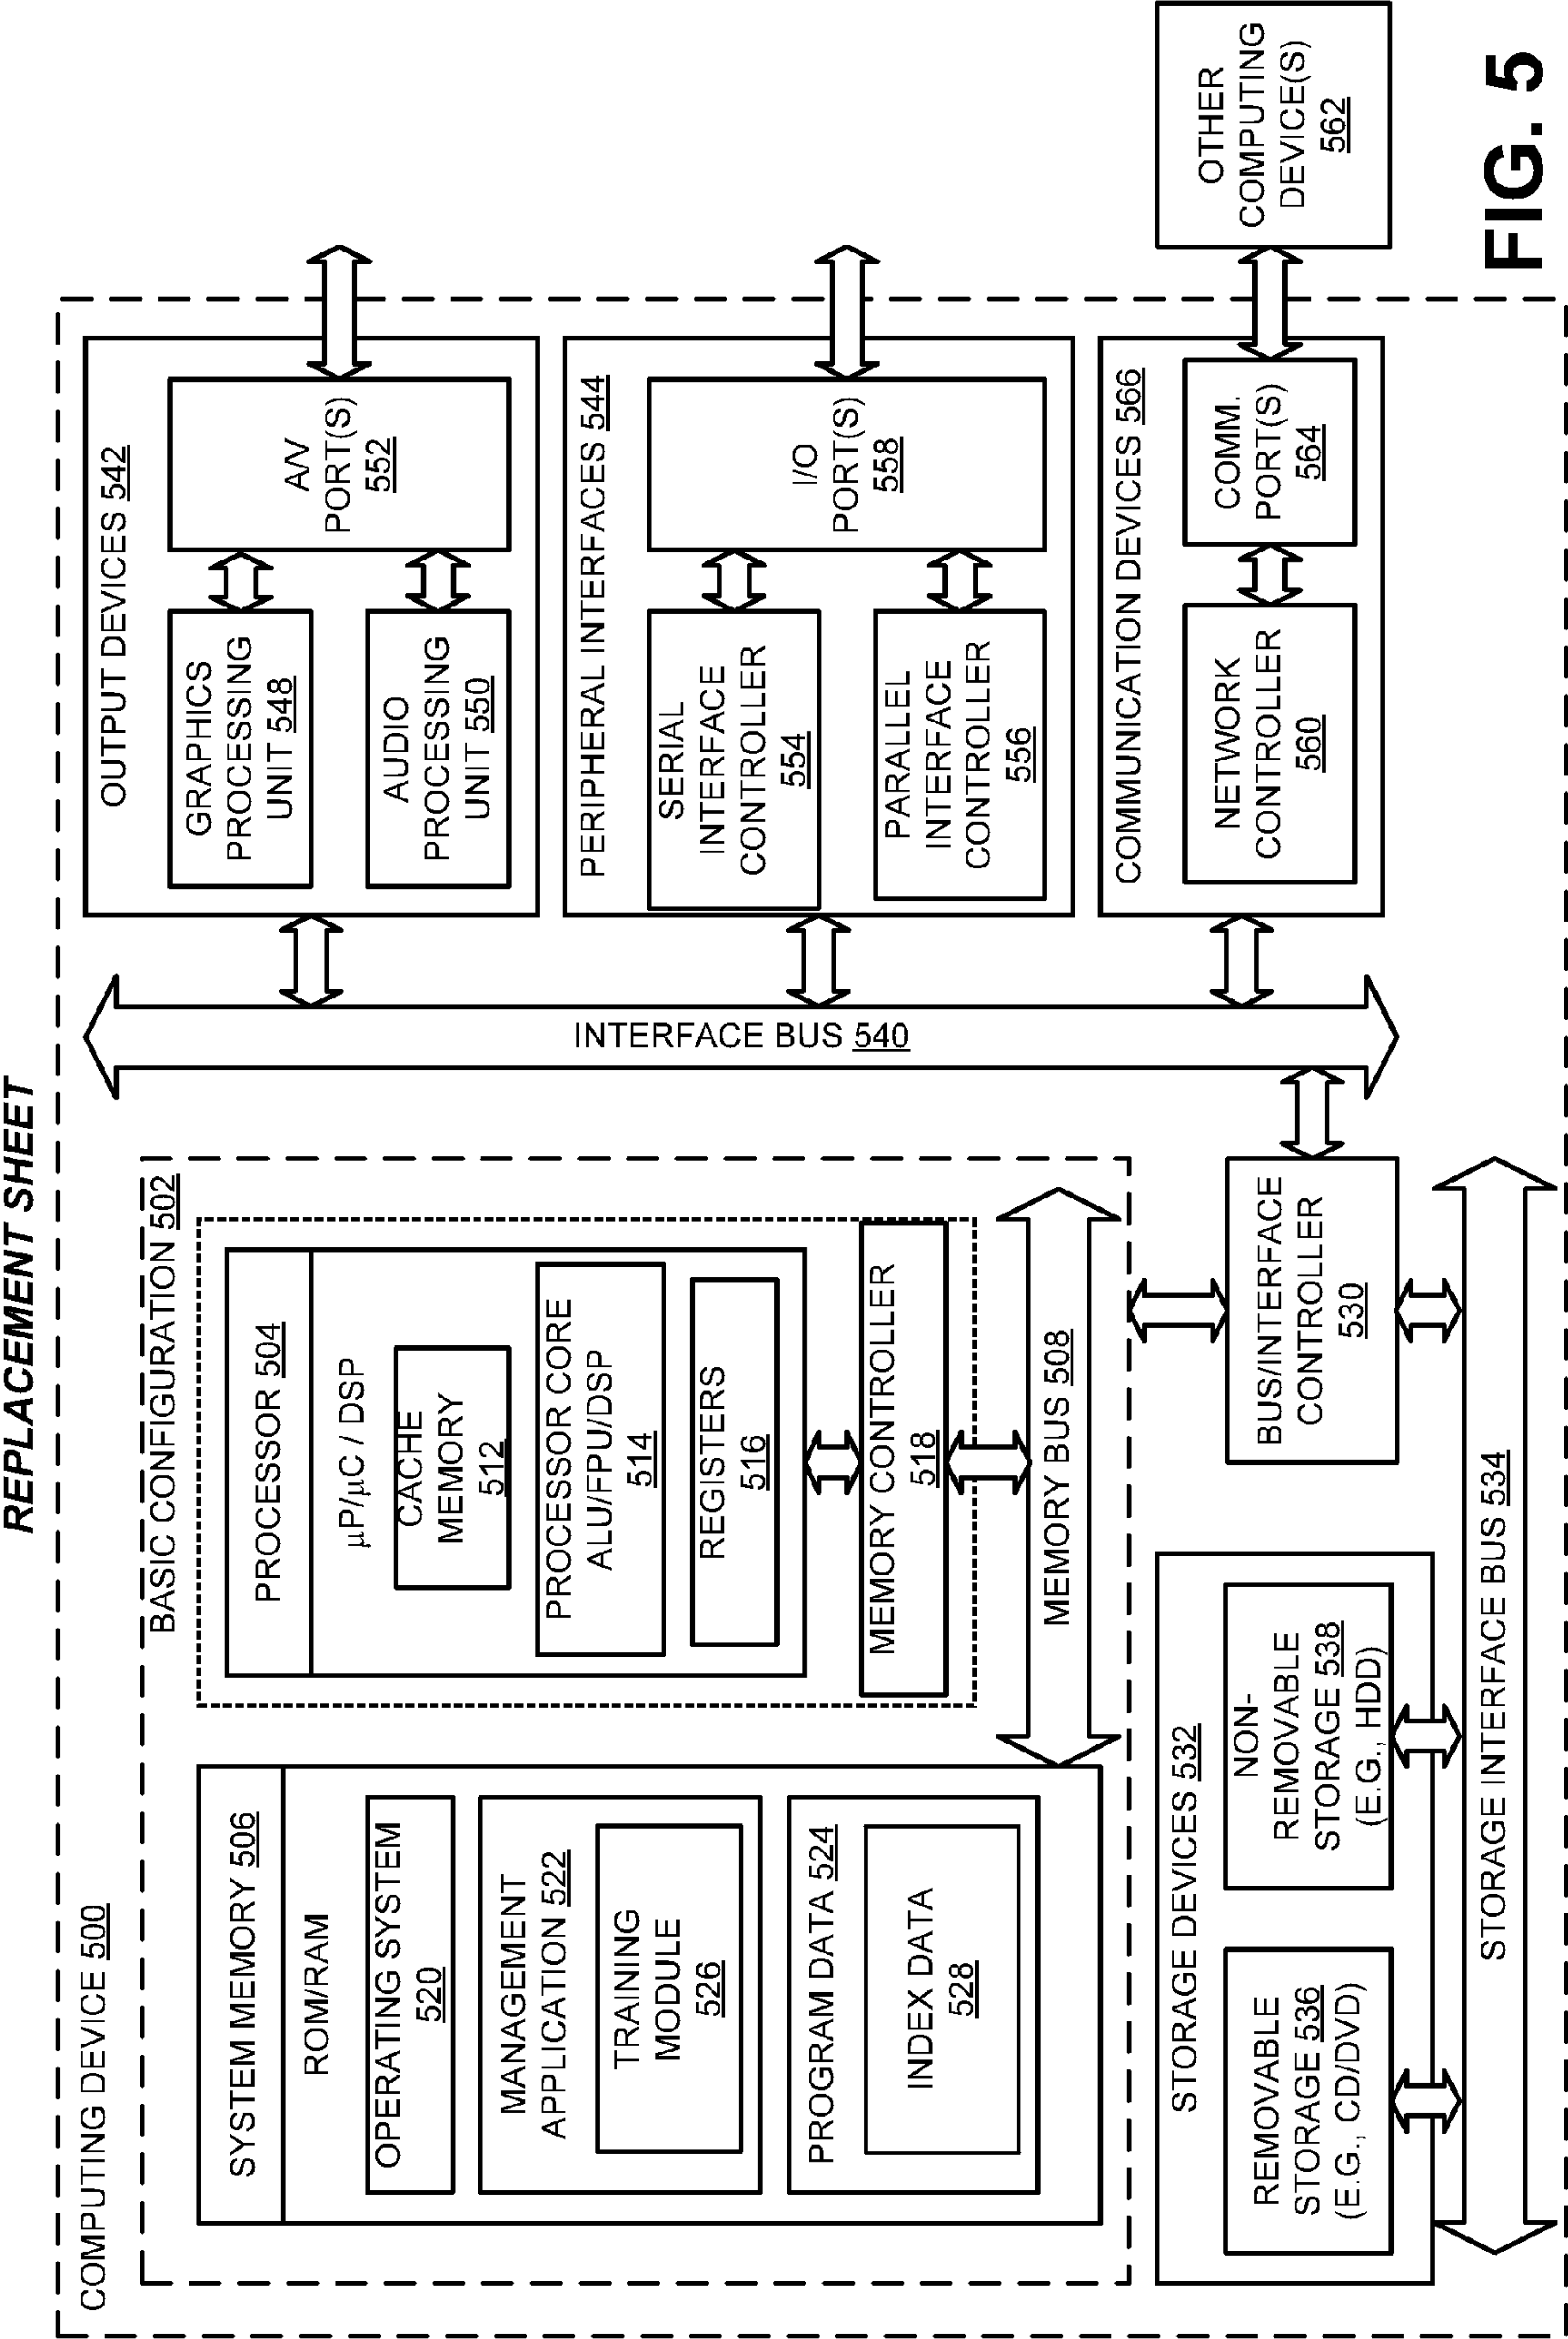 REPLACEMENT SHEET
COMPUTING DEVICE 500
BASIC CONFIGURATION 502
SYSTEM MEMORY 506
ROM/RAM
OPERATING SYSTEM
520
MANAGEMENT
APPLICATION 522
TRAINING
MODULE
526
PROGRAM DATA 524
INDEX DATA
528
PROCESSOR 504
µP/µC / DSP
CACHE
MEMORY
512
PROCESSOR CORE
ALU/FPU/DSP
514
REGISTERS
516
MEMORY CONTROLLER
518
MEMORY BUS 508
STORAGE DEVICES 532
REMOVABLE
STORAGE 536
(E.G., CD/DVD)
NON-
REMOVABLE
STORAGE 538
(E.G., HDD)
STORAGE INTERFACE BUS 534
BUS/INTERFACE
CONTROLLER
530
INTERFACE BUS 540
OUTPUT DEVICES 542
GRAPHICS
PROCESSING
UNIT 548
AUDIO
PROCESSING
UNIT 550
A/V
PORT(S)
552
PERIPHERAL INTERFACES 544
SERIAL
INTERFACE
CONTROLLER
554
PARALLEL
INTERFACE
CONTROLLER
556
I/O
PORT(S)
558
COMMUNICATION DEVICES 566
NETWORK
CONTROLLER
560
COMM.
PORT(S)
564
OTHER
COMPUTING
DEVICE(S)
562
FIG. 5